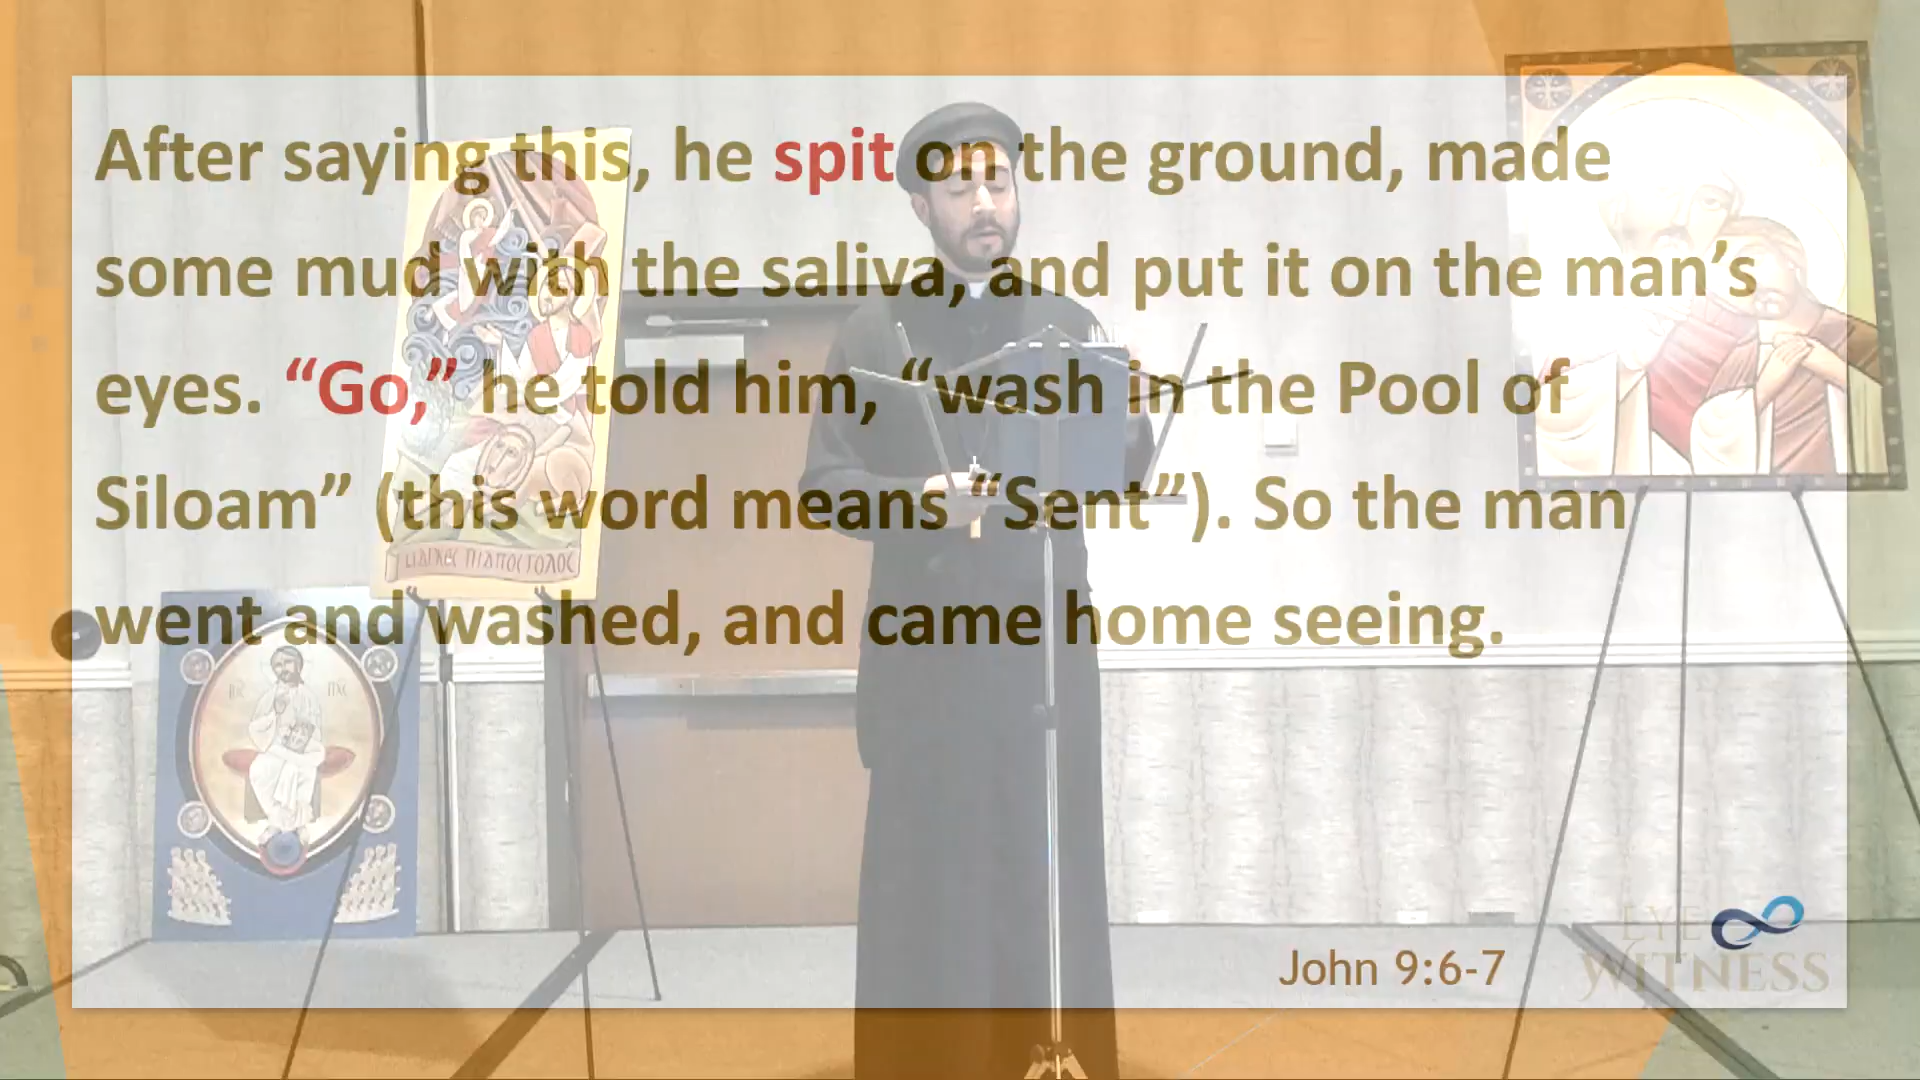 After saying this, he spit on the ground, made
some mud with the saliva, and put it on the man’s
eyes. “Go,” he told him, “wash in the Pool of
Siloam” (this word means “Sent”). So the man
went and washed, and came home seeing.
John 9:6-7
EYE
WITNESS